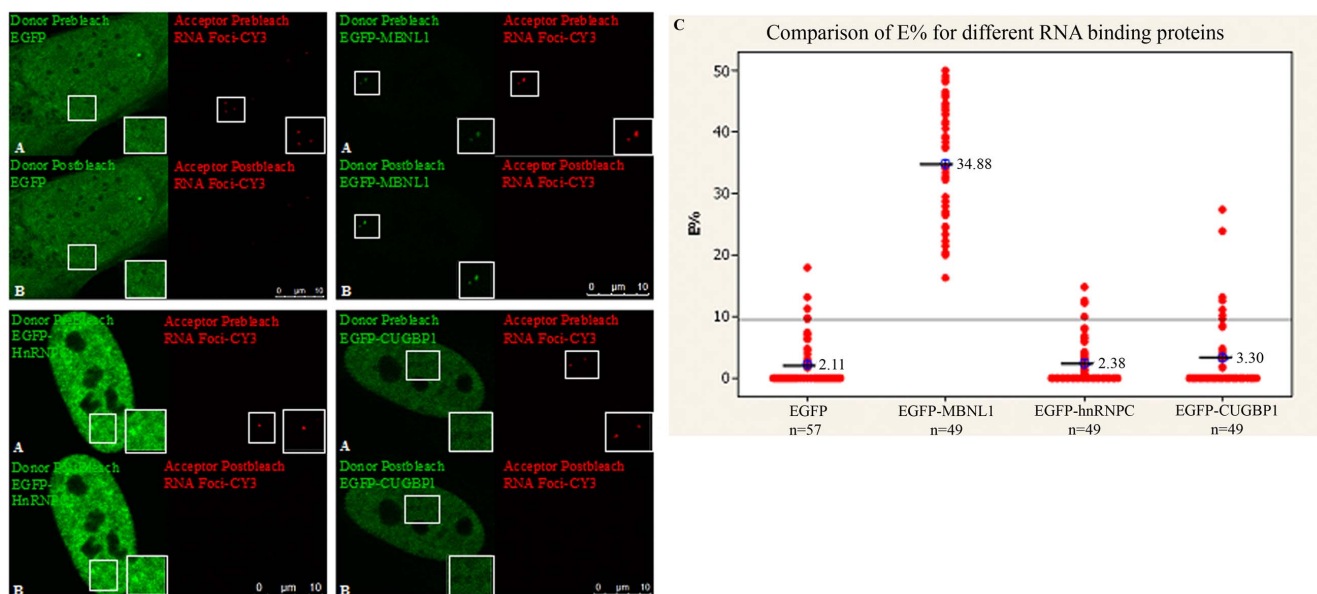 Donor Prebleach
EGFP
Acceptor Prebleach
RNA Foci-CY3
A
Donor Postbleach
EGFP
Acceptor Postbleach
RNA Foci-CY3
B
0 µm 10
Donor Prebleach
EGFP-MBNL1
Acceptor Prebleach
RNA Foci-CY3
A
Donor Postbleach
EGFP-MBNL1
Acceptor Postbleach
RNA Foci-CY3
B
0 µm 10
Donor Prebleach
EGFP-
HnRNP
Acceptor Prebleach
RNA Foci-CY3
A
Donor Postbleach
EGFP-
HnRNP
Acceptor Postbleach
RNA Foci-CY3
B
0 µm 10
Donor Prebleach
EGFP-CUGBP1
Acceptor Prebleach
RNA Foci-CY3
A
Donor Postbleach
EGFP-CUGBP1
Acceptor Postbleach
RNA Foci-CY3
B
0 µm 10
C
Comparison of E% for different RNA binding proteins
E%
50
40
30
20
10
0
2.11
34.88
2.38
3.30
EGFP EGFP-MBNL1 EGFP-hnRNPC EGFP-CUGBP1
n=57 n=49 n=49 n=49